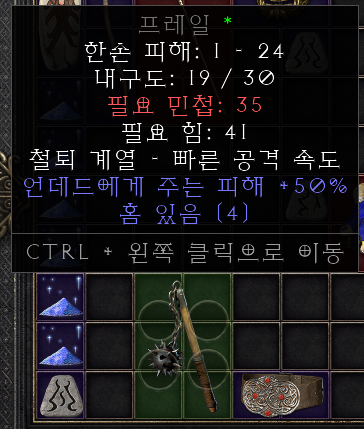 프레일 *
한손 피해: 1 - 24
내구도: 19 / 30
필요 민첩: 35
필요 힘: 41
철퇴 계열 - 빠른 공격 속도
언데드에게 주는 피해 +50%
홈 있음 (4)
CTRL + 왼쪽 클릭으로 이동